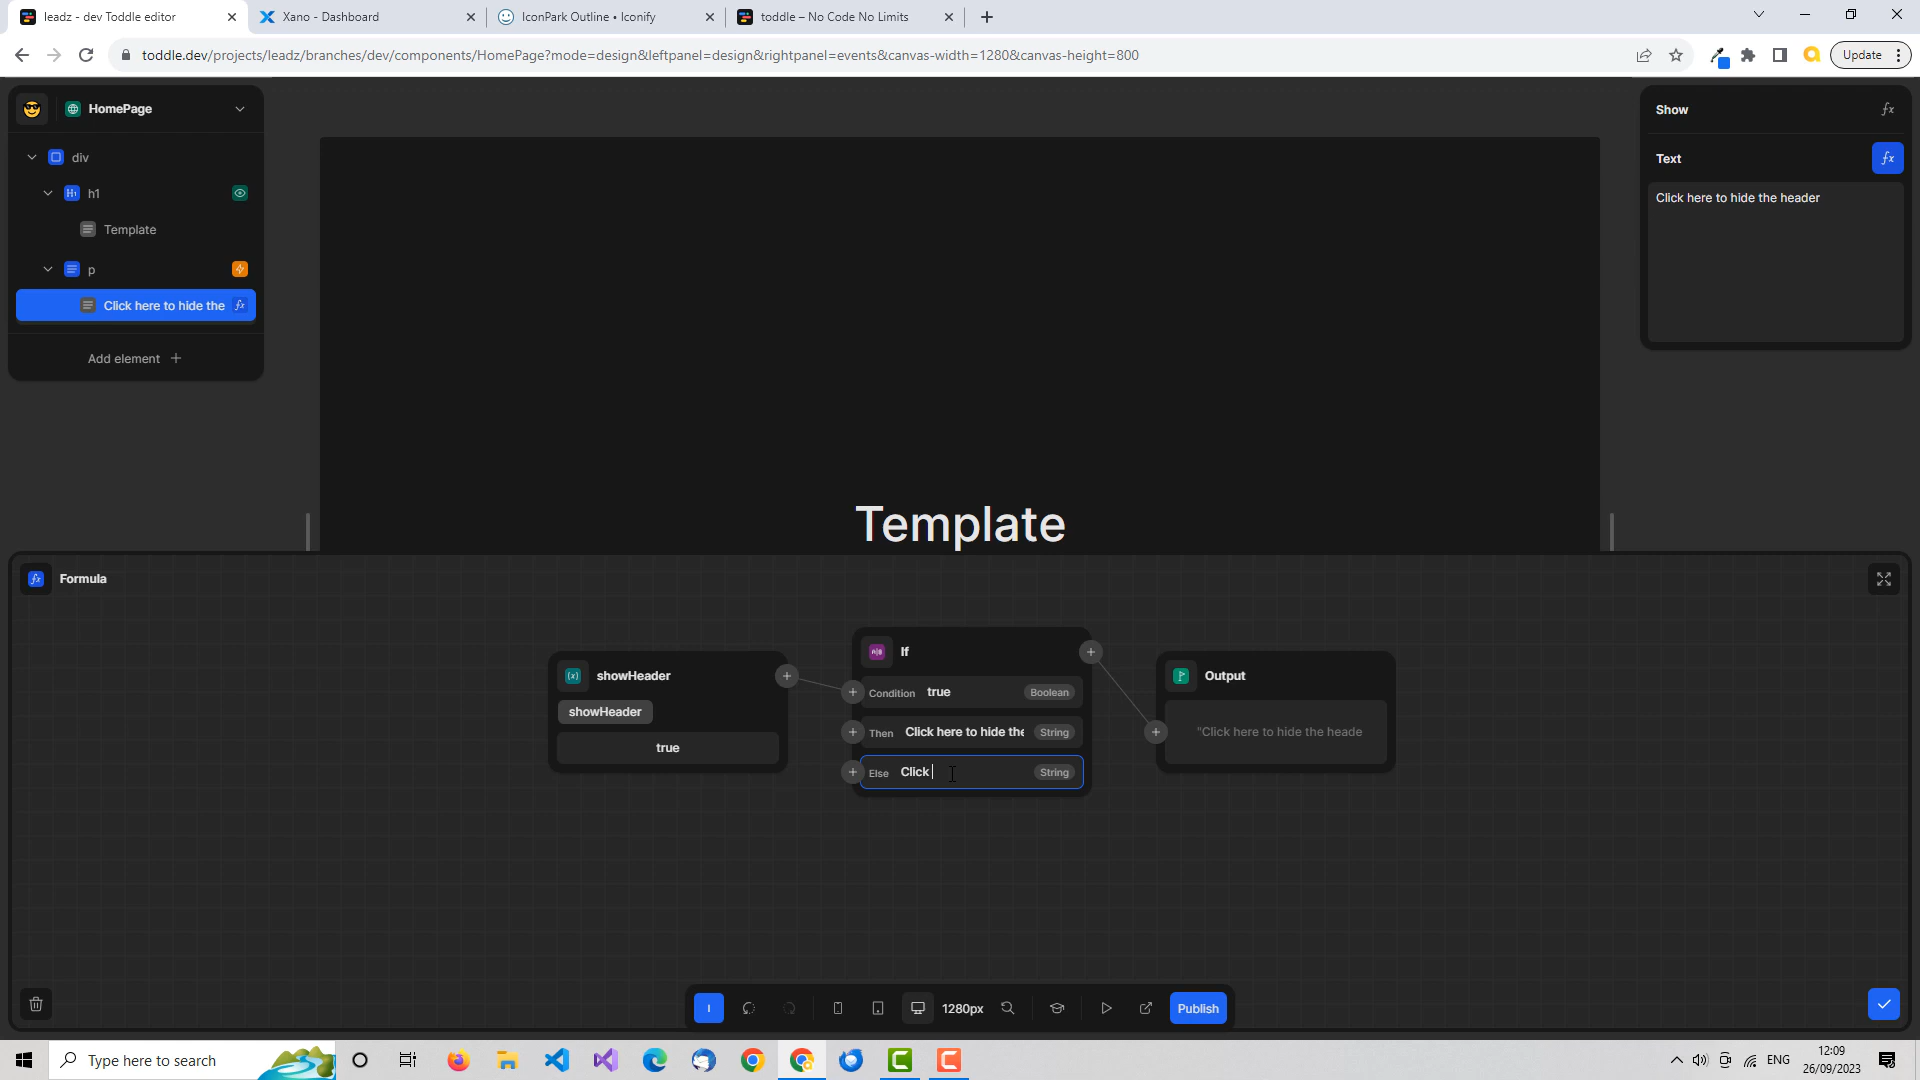 leadz - dev Toddle editor
Xano - Dashboard
IconPark Outline • Iconify
toddle – No Code No Limits
toddle.dev/projects/leadz/branches/dev/components/HomePage?mode=design&leftpanel=design&rightpanel=events&canvas-width=1280&canvas-height=800
Update
HomePage
div
H1 h1
Template
p
Click here to hide the
Add element +
Show
Text
Click here to hide the header
Template
Formula
showHeader
showHeader
true
If
Condition true Boolean
Then Click here to hide the String
Else Click String
Output
"Click here to hide the heade
1280px
Publish
Type here to search
ENG
12:09
26/09/2023